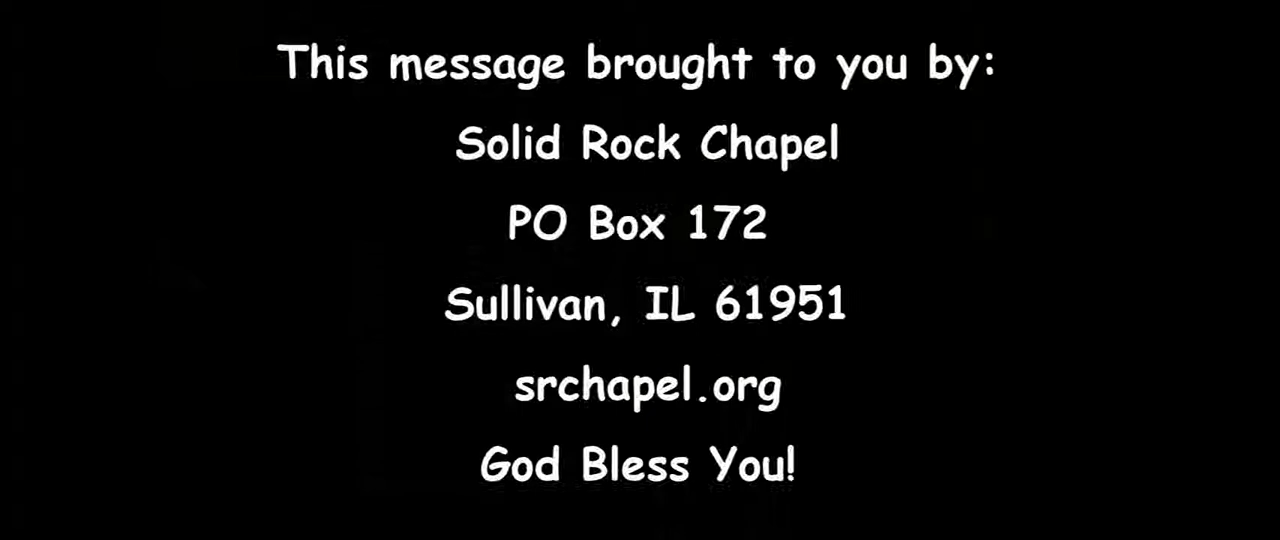 This message brought to you by:
Solid Rock Chapel
PO Box 172
Sullivan, IL 61951
srchapel.org
God Bless You!